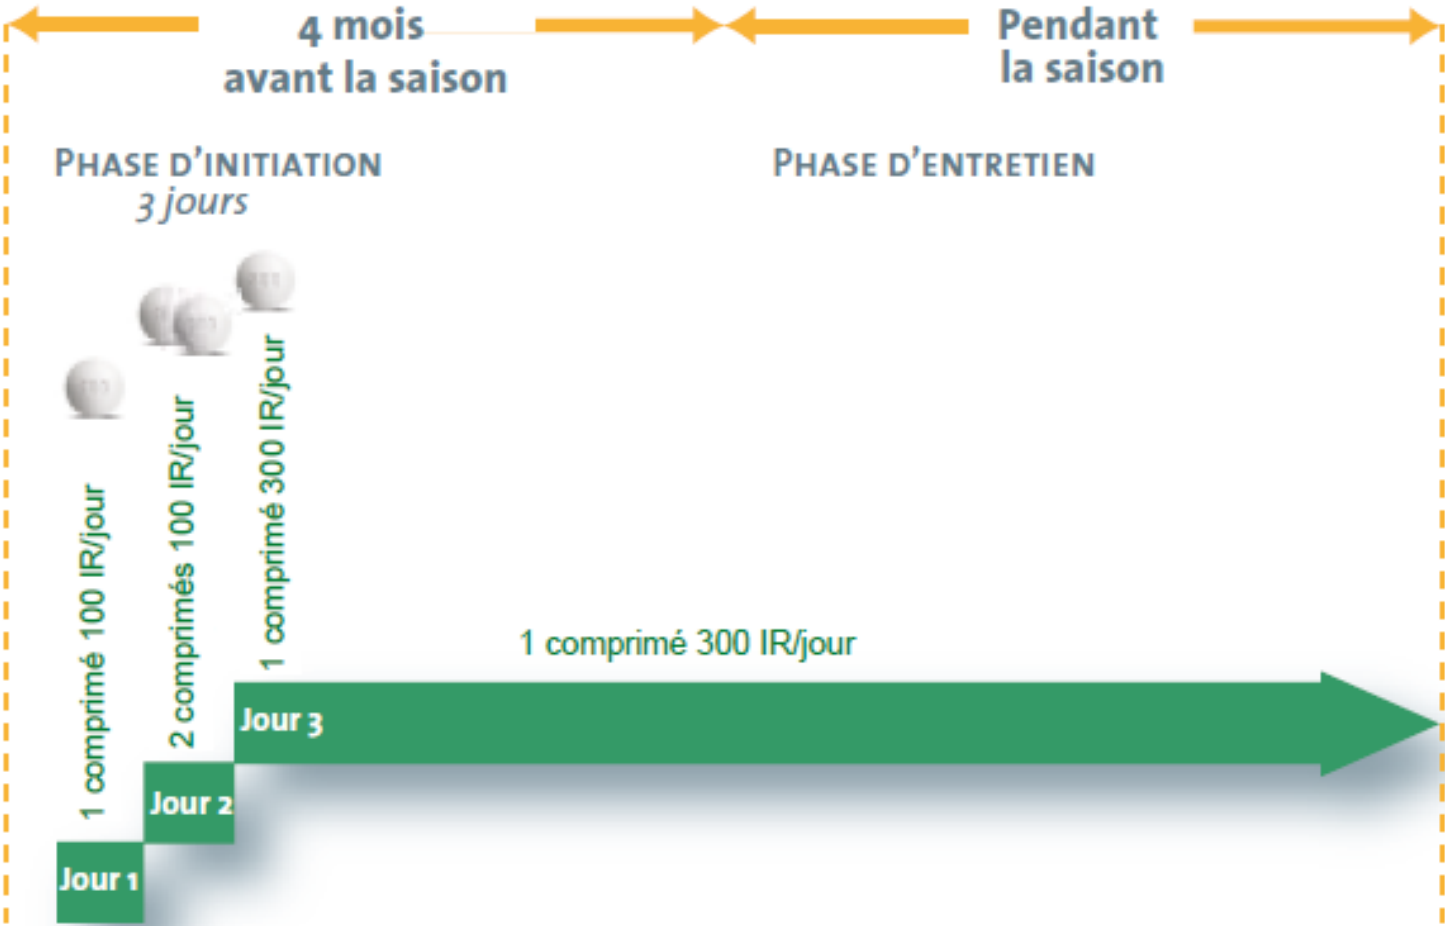 4 mois
avant la saison
Pendant
la saison
PHASE D'INITIATION
3 jours
PHASE D'ENTRETIEN
1 comprimé 100 IR/jour
2 comprimés 100 IR/jour
1 comprimé 300 IR/jour
1 comprimé 300 IR/jour
Jour 3
Jour 2
Jour 1